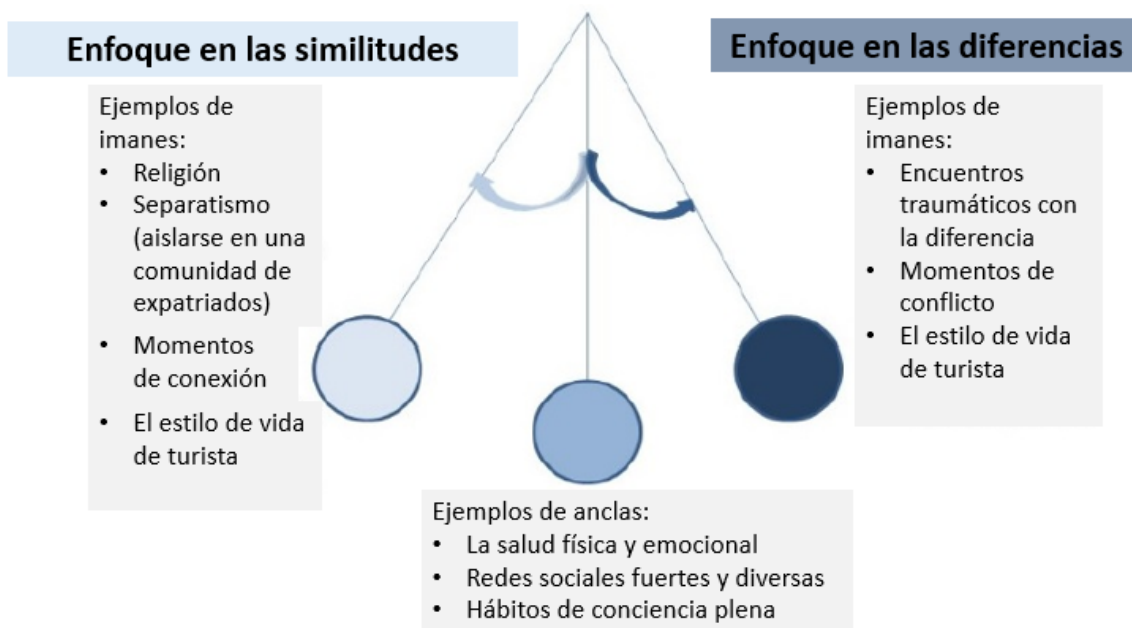 Enfoque en las similitudes
Ejemplos de
imanes:
• Religión
• Separatismo
(aislarse en una
comunidad de
expatriados)
• Momentos
de conexión
• El estilo de vida
de turista
Enfoque en las diferencias
Ejemplos de
imanes:
• Encuentros
traumáticos con
la diferencia
• Momentos de
conflicto
• El estilo de vida
de turista
Ejemplos de anclas:
• La salud física y emocional
• Redes sociales fuertes y diversas
• Hábitos de conciencia plena